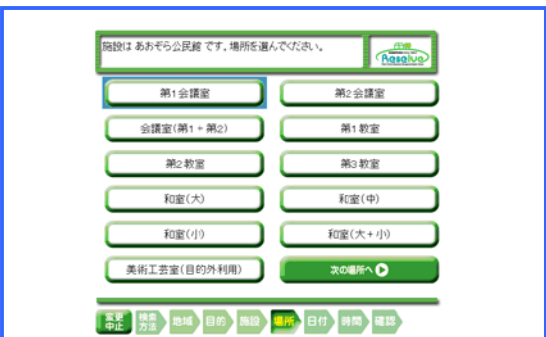 施設は あおぞら公民館 です。場所を選んでください。
Reselve
第1会議室
第2会議室
会議室(第1+第2)
第1教室
第2教室
第3教室
和室(大)
和室(中)
和室(小)
和室(大+小)
美術工芸室(目的外利用)
次の場所へ
変更中止
検索方法
地域
目的
施設
場所
日付
時間
確認